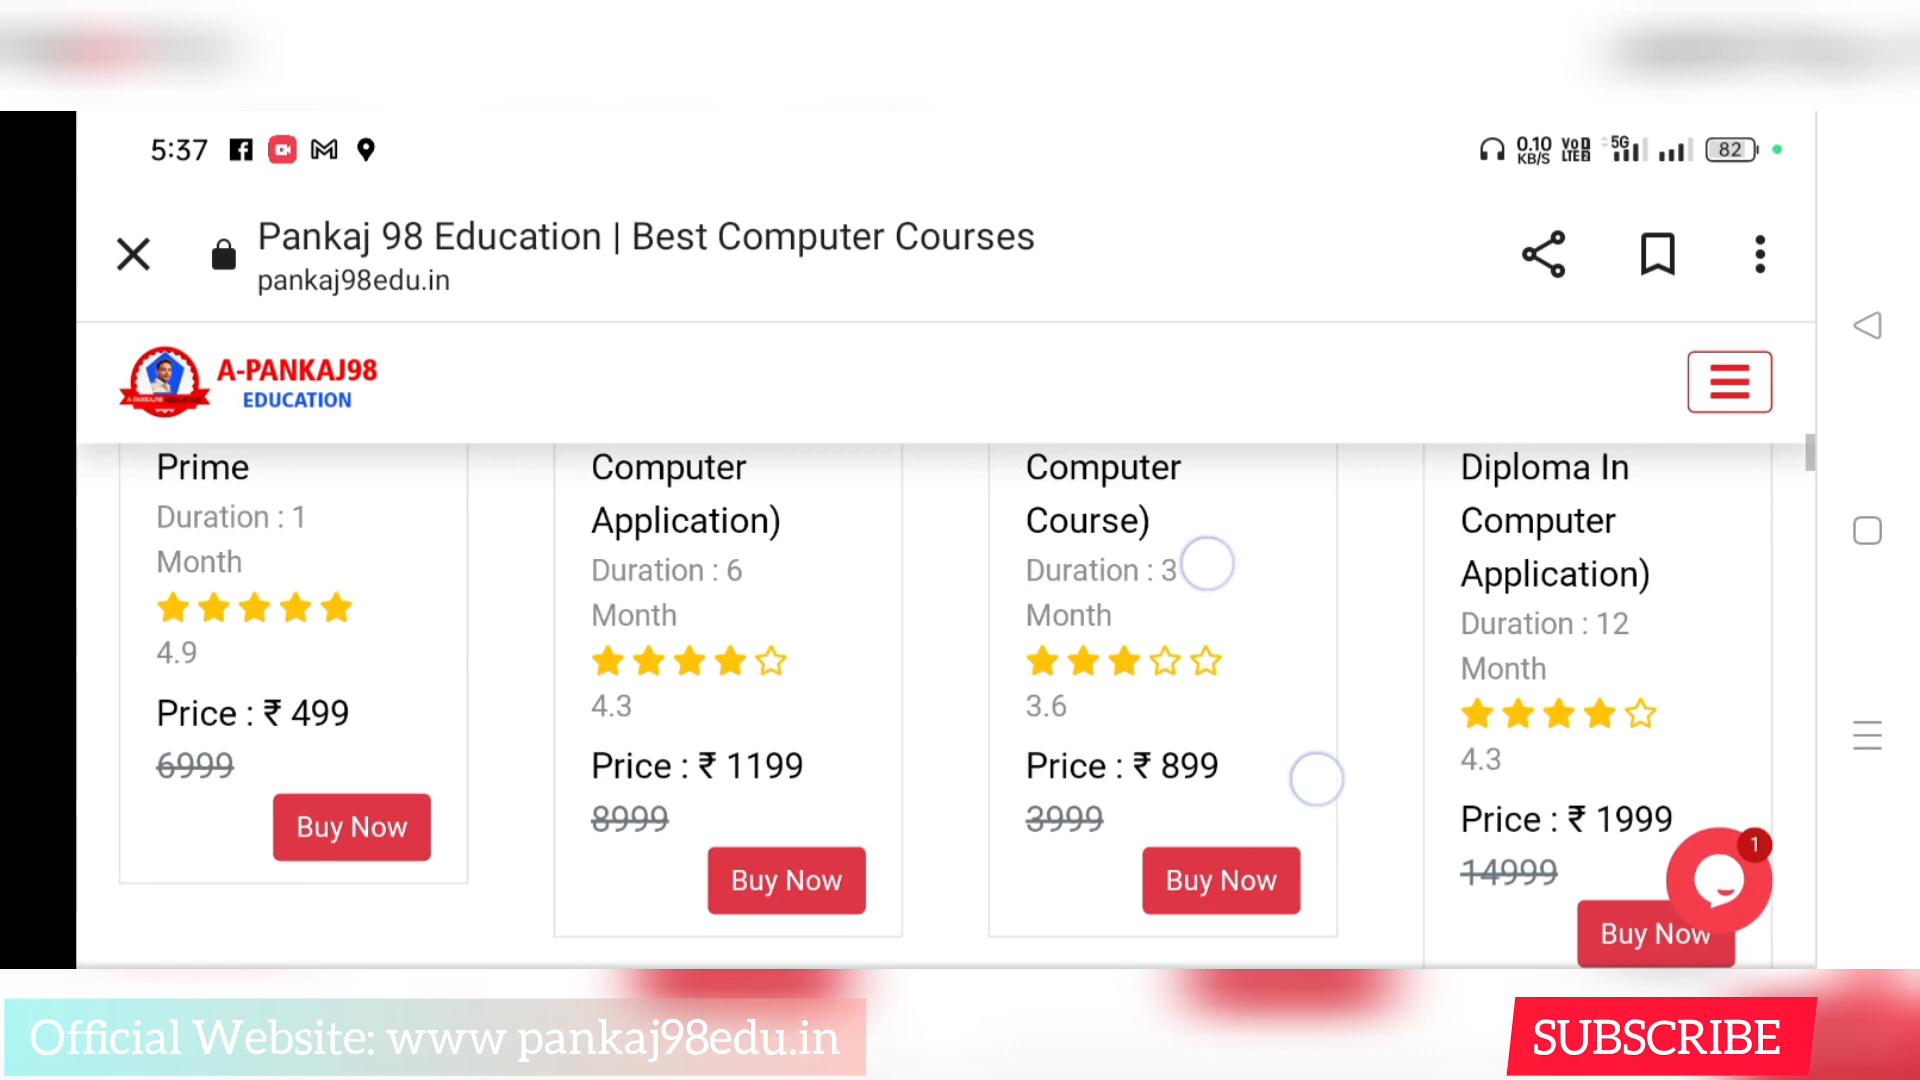 5:37
0.10
KB/S
VoD
LTE2
5G
82
Pankaj 98 Education | Best Computer Courses
pankaj98edu.in
A-PANKAJ98
EDUCATION
Prime
Duration : 1
Month
4.9
Price : ₹ 499
6999
Buy Now
Computer
Application)
Duration : 6
Month
4.3
Price : ₹ 1199
8999
Buy Now
Computer
Course)
Duration : 3
Month
3.6
Price : ₹ 899
3999
Buy Now
Diploma In
Computer
Application)
Duration : 12
Month
4.3
Price : ₹ 1999
14999
Buy Now
1
Official Website: www pankaj98edu.in
SUBSCRIBE